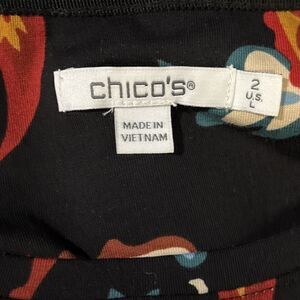 chico's®
2
U.S.
L
MADE IN
VIETNAM